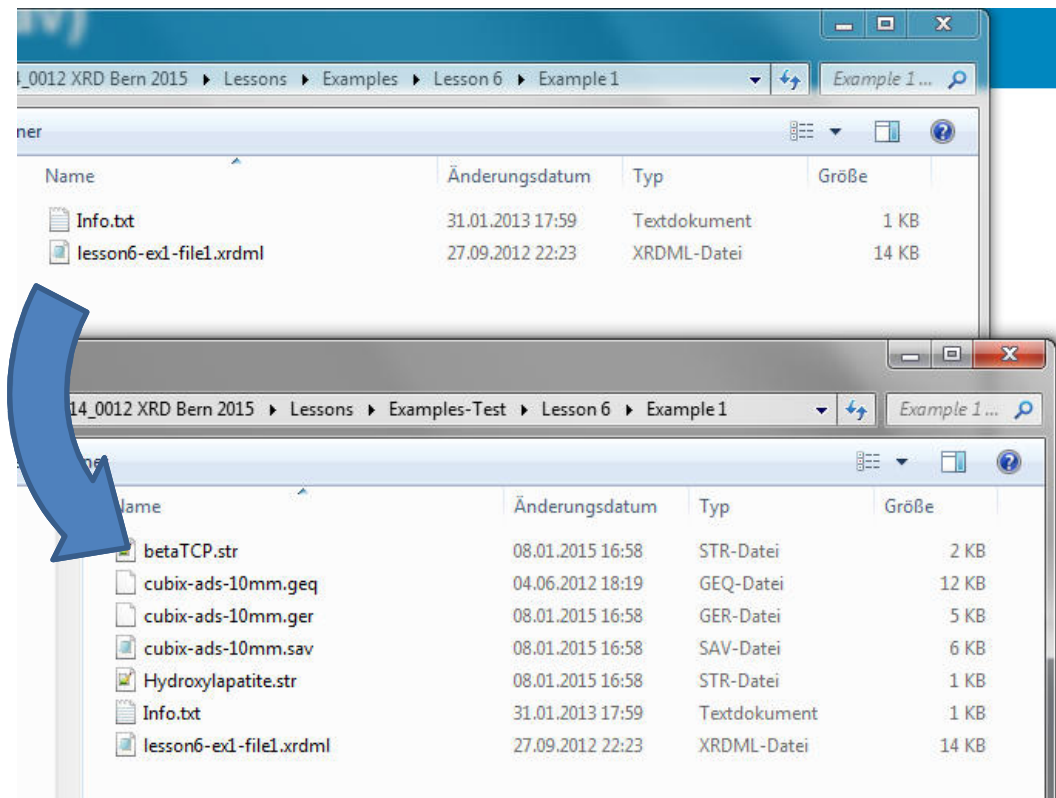 4_0012 XRD Bern 2015 Lessons Examples Lesson 6 Example 1 Example 1 ...
ner
Name Änderungsdatum Typ Größe
Info.txt 31.01.2013 17:59 Textdokument 1 KB
lesson6-ex1-file1.xrdml 27.09.2012 22:23 XRDML-Datei 14 KB
14_0012 XRD Bern 2015 Lessons Examples-Test Lesson 6 Example 1 Example 1 ...
ner
Name Änderungsdatum Typ Größe
betaTCP.str 08.01.2015 16:58 STR-Datei 2 KB
cubix-ads-10mm.geq 04.06.2012 18:19 GEQ-Datei 12 KB
cubix-ads-10mm.ger 08.01.2015 16:58 GER-Datei 5 KB
cubix-ads-10mm.sav 08.01.2015 16:58 SAV-Datei 6 KB
Hydroxylapatite.str 08.01.2015 16:58 STR-Datei 1 KB
Info.txt 31.01.2013 17:59 Textdokument 1 KB
lesson6-ex1-file1.xrdml 27.09.2012 22:23 XRDML-Datei 14 KB